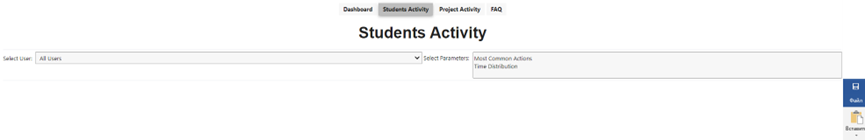 Dashboard Students Activity Project Activity FAQ
Students Activity
Select User: All Users Select Parameters: Most Common Actions
Time Distribution
Файл